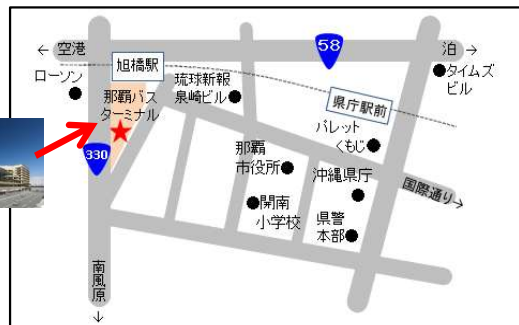 ← 空港
旭橋駅
58
泊 →
ローソン
那覇バス
ターミナル
琉球新報
泉崎ビル
県庁駅前
タイムズ
ビル
パレット
くもじ
330
那覇
市役所
沖縄県庁
国際通り→
開南
小学校
県警
本部
南風原
↓